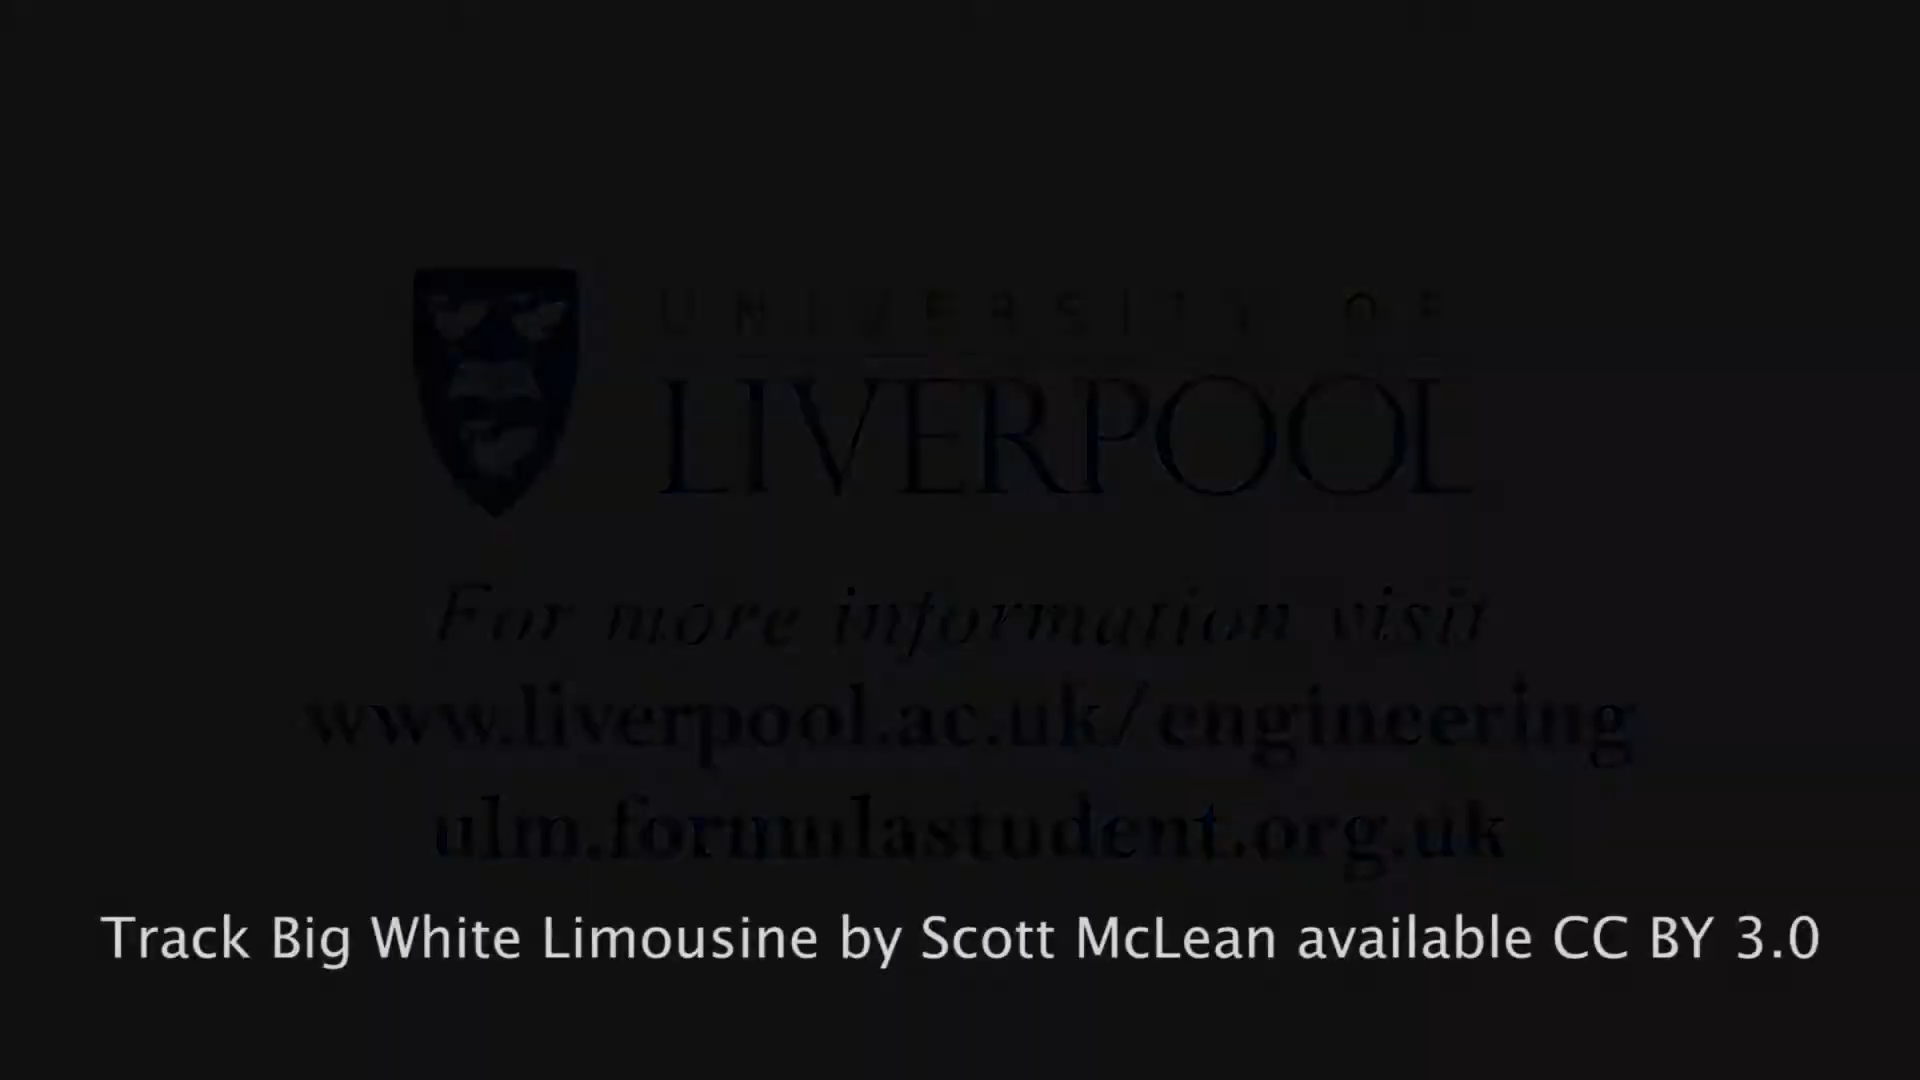 UNIVERSITY OF
LIVERPOOL
For more information visit
www.liverpool.ac.uk/engineering
ulm.formulastudent.org.uk
Track Big White Limousine by Scott McLean available CC BY 3.0